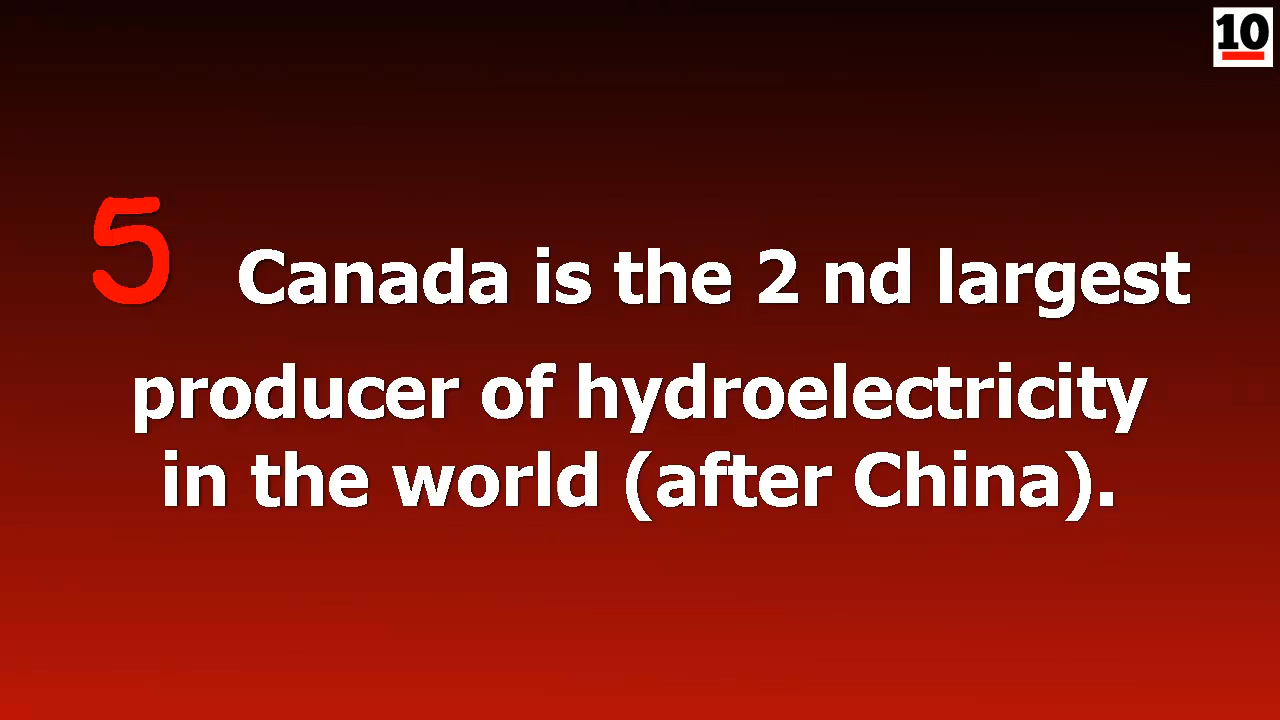 10
5 Canada is the 2 nd largest
producer of hydroelectricity
in the world (after China).